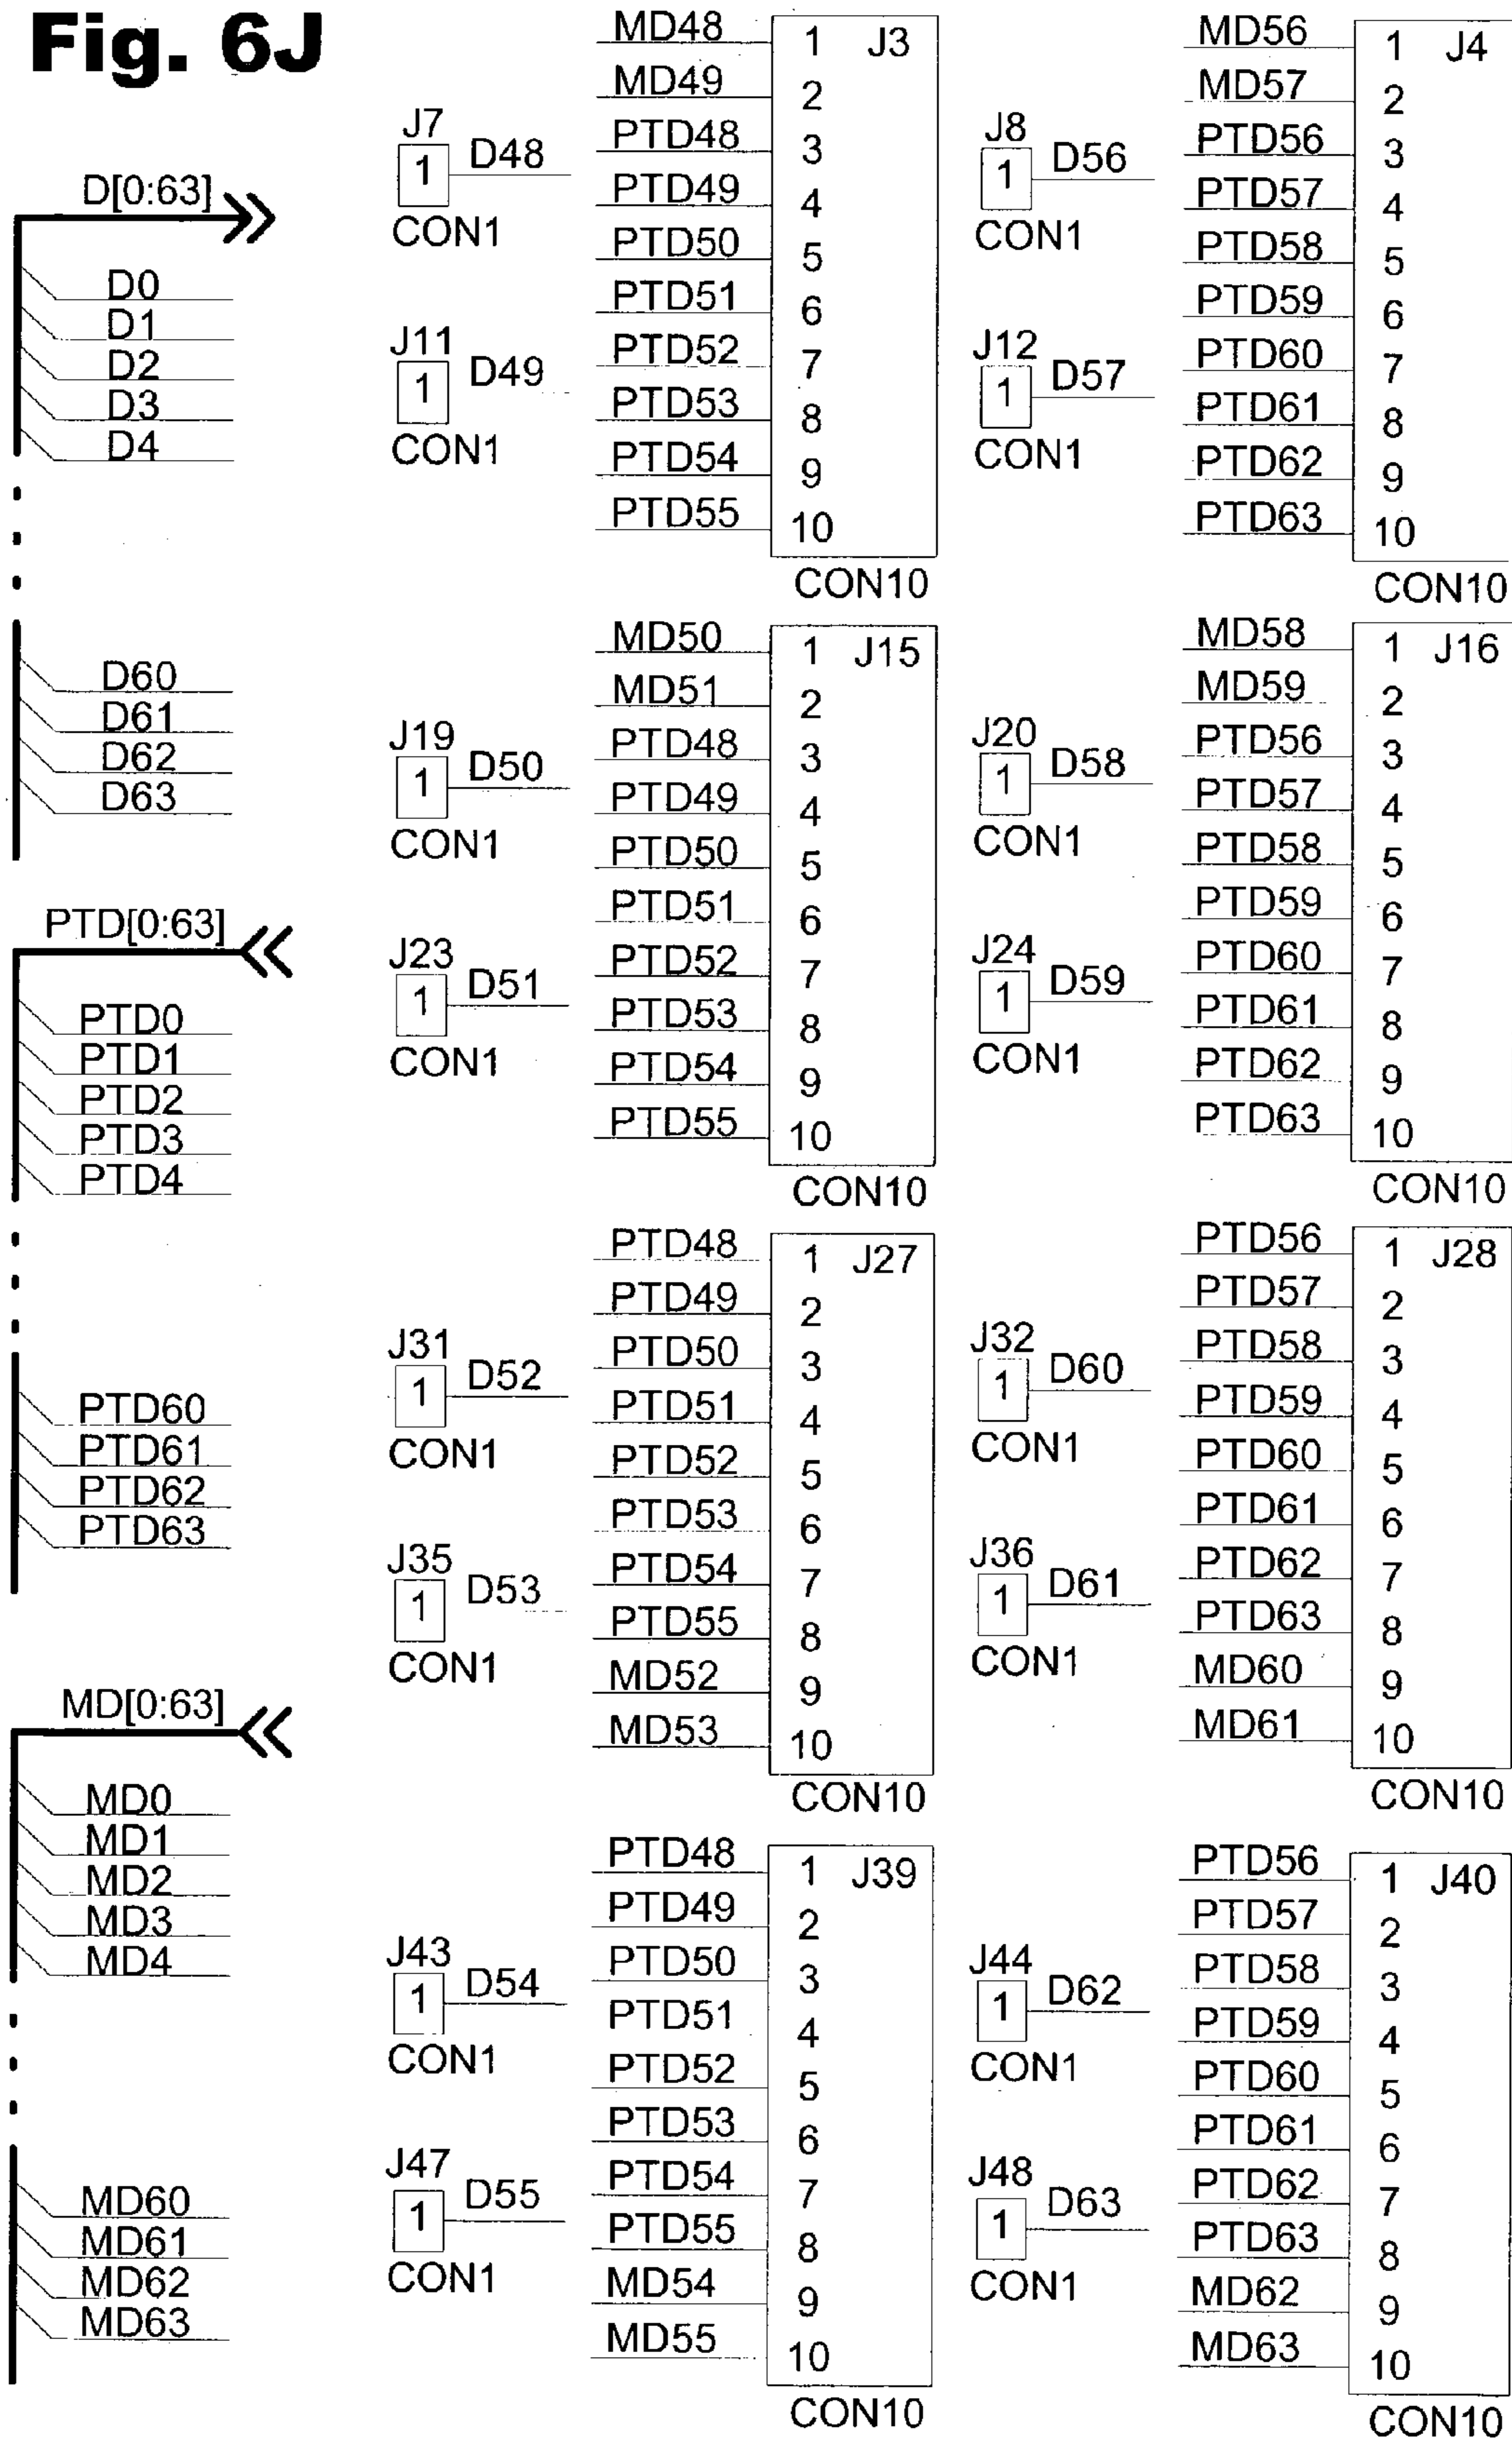 Fig. 6J
D[0:63]
D0
D1
D2
D3
D4
D60
D61
D62
D63
PTD[0:63]
PTD0
PTD1
PTD2
PTD3
PTD4
PTD60
PTD61
PTD62
PTD63
MD[0:63]
MD0
MD1
MD2
MD3
MD4
MD60
MD61
MD62
MD63
J7
1 D48
CON1
J11
1 D49
CON1
MD48 1 J3
MD49 2
PTD48 3
PTD49 4
PTD50 5
PTD51 6
PTD52 7
PTD53 8
PTD54 9
PTD55 10
CON10
J8
1 D56
CON1
J12
1 D57
CON1
MD56 1 J4
MD57 2
PTD56 3
PTD57 4
PTD58 5
PTD59 6
PTD60 7
PTD61 8
PTD62 9
PTD63 10
CON10
J19
1 D50
CON1
J23
1 D51
CON1
MD50 1 J15
MD51 2
PTD48 3
PTD49 4
PTD50 5
PTD51 6
PTD52 7
PTD53 8
PTD54 9
PTD55 10
CON10
J20
1 D58
CON1
J24
1 D59
CON1
MD58 1 J16
MD59 2
PTD56 3
PTD57 4
PTD58 5
PTD59 6
PTD60 7
PTD61 8
PTD62 9
PTD63 10
CON10
J31
1 D52
CON1
J35
1 D53
CON1
PTD48 1 J27
PTD49 2
PTD50 3
PTD51 4
PTD52 5
PTD53 6
PTD54 7
PTD55 8
MD52 9
MD53 10
CON10
J32
1 D60
CON1
J36
1 D61
CON1
PTD56 1 J28
PTD57 2
PTD58 3
PTD59 4
PTD60 5
PTD61 6
PTD62 7
PTD63 8
MD60 9
MD61 10
CON10
J43
1 D54
CON1
J47
1 D55
CON1
PTD48 1 J39
PTD49 2
PTD50 3
PTD51 4
PTD52 5
PTD53 6
PTD54 7
PTD55 8
MD54 9
MD55 10
CON10
J44
1 D62
CON1
J48
1 D63
CON1
PTD56 1 J40
PTD57 2
PTD58 3
PTD59 4
PTD60 5
PTD61 6
PTD62 7
PTD63 8
MD62 9
MD63 10
CON10